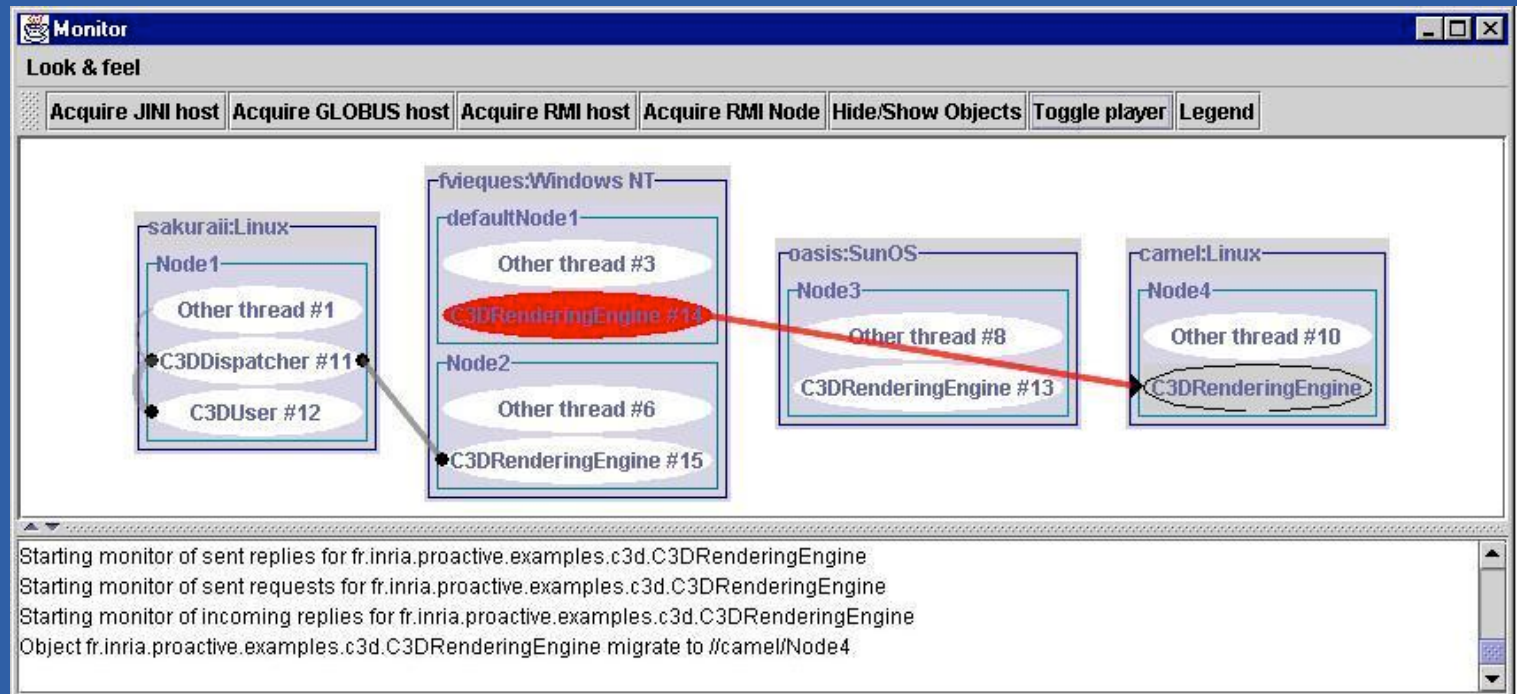 Monitor
Look & feel
Acquire JINI host Acquire GLOBUS host Acquire RMI host Acquire RMI Node Hide/Show Objects Toggle player Legend
sakuraii:Linux
Node1
Other thread #1
C3DDispatcher #11
C3DUser #12
fvieques:Windows NT
defaultNode1
Other thread #3
C3DRenderingEngine #14
Node2
Other thread #6
C3DRenderingEngine #15
oasis:SunOS
Node3
Other thread #8
C3DRenderingEngine #13
camel:Linux
Node4
Other thread #10
C3DRenderingEngine
Starting monitor of sent replies for fr.inria.proactive.examples.c3d.C3DRenderingEngine
Starting monitor of sent requests for fr.inria.proactive.examples.c3d.C3DRenderingEngine
Starting monitor of incoming replies for fr.inria.proactive.examples.c3d.C3DRenderingEngine
Object fr.inria.proactive.examples.c3d.C3DRenderingEngine migrate to //camel/Node4